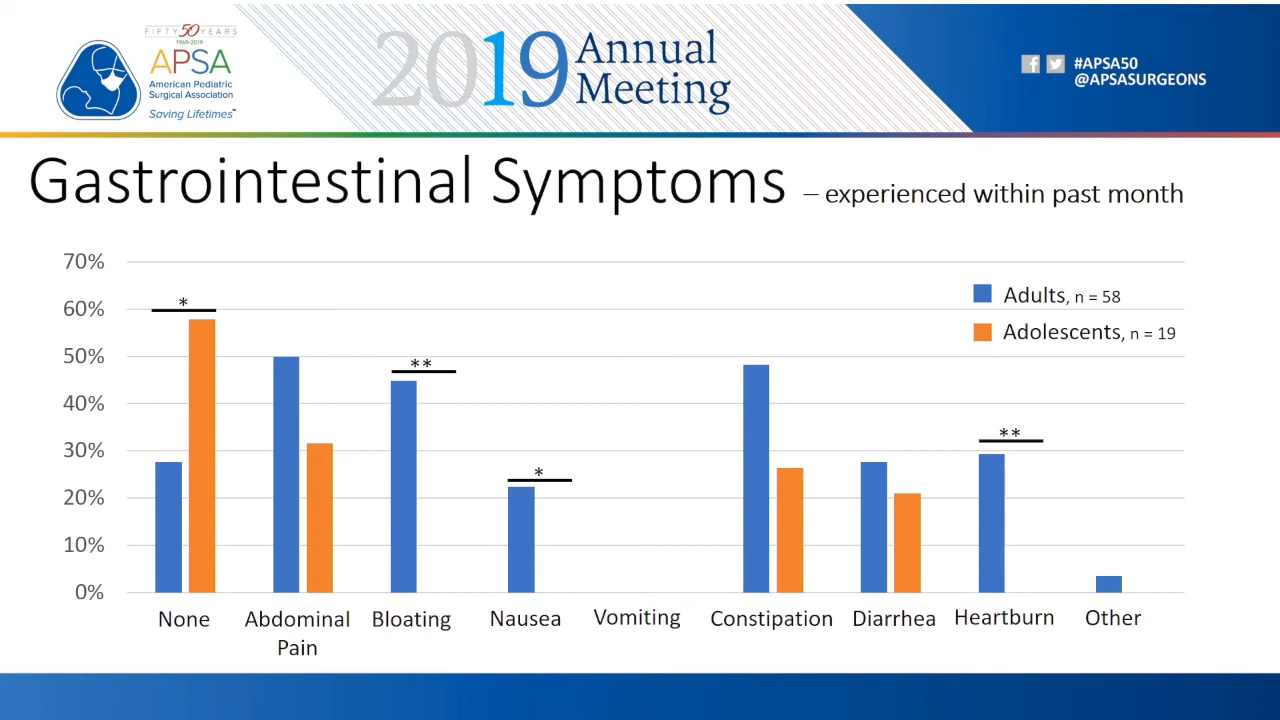 FIFTY 50 YEARS
1969-2019
APSA
American Pediatric
Surgical Association
Saving Lifetimes™
2019 Annual
Meeting
#APSA50
@APSASURGEONS
Gastrointestinal Symptoms – experienced within past month
70%
60%
50%
40%
30%
20%
10%
0%
*
**
*
**
Adults, n = 58
Adolescents, n = 19
None
Abdominal
Pain
Bloating
Nausea
Vomiting
Constipation
Diarrhea
Heartburn
Other